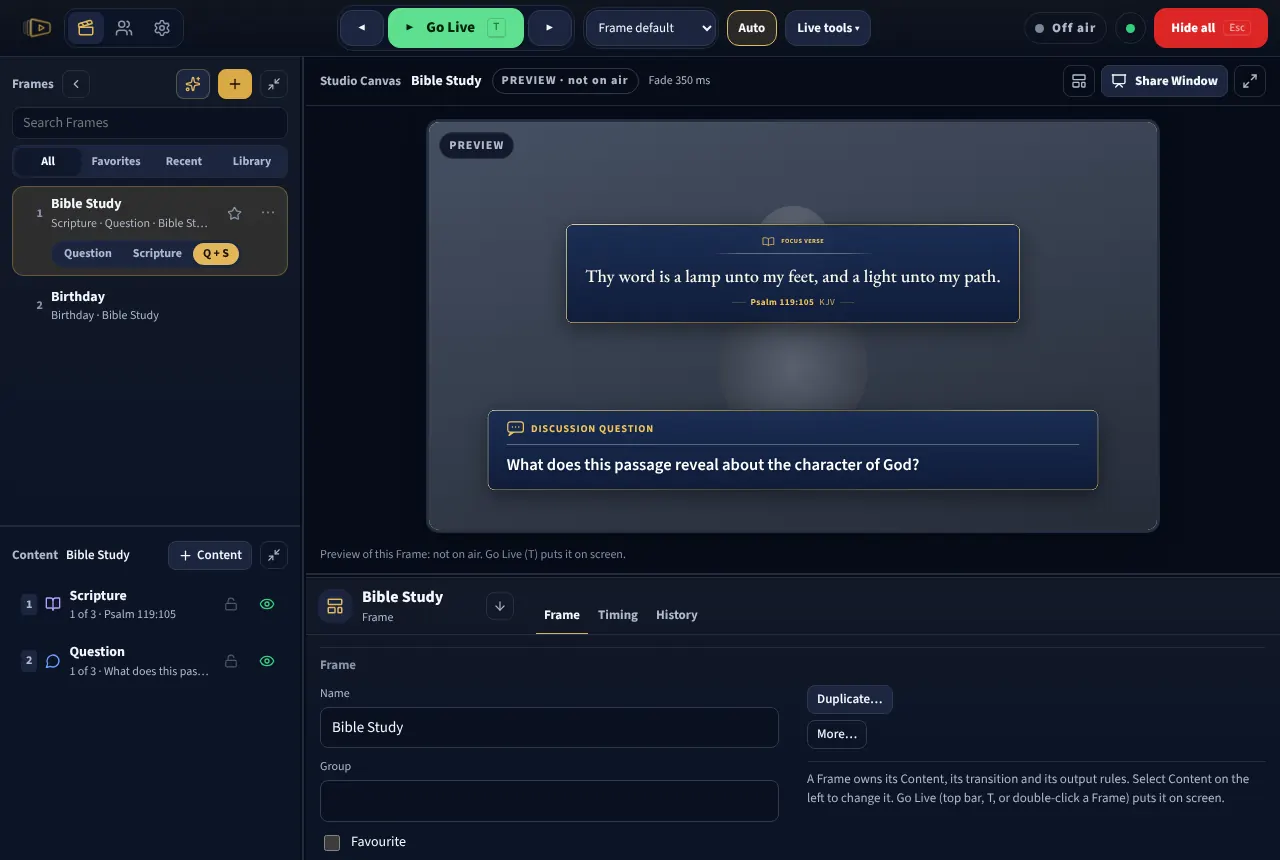 Go Live T
Frame default
Auto
Live tools
Off air
Hide all Esc
Frames
Search Frames
All Favorites Recent Library
1 Bible Study
Scripture · Question · Bible St…
Question Scripture Q + S
2 Birthday
Birthday · Bible Study
Content Bible Study + Content
1 Scripture
1 of 3 · Psalm 119:105
2 Question
1 of 3 · What does this pas…
Studio Canvas Bible Study PREVIEW · not on air Fade 350 ms
Share Window
PREVIEW
FOCUS VERSE
Thy word is a lamp unto my feet, and a light unto my path.
Psalm 119:105 KJV
DISCUSSION QUESTION
What does this passage reveal about the character of God?
Preview of this Frame: not on air. Go Live (T) puts it on screen.
Bible Study
Frame
Frame Timing History
Frame
Name
Bible Study
Group
Favourite
Duplicate…
More…
A Frame owns its Content, its transition and its output rules. Select Content on the
left to change it. Go Live (top bar, T, or double-click a Frame) puts it on screen.